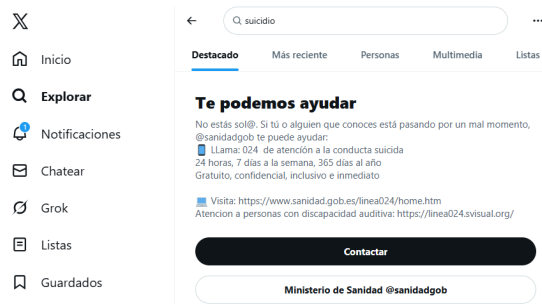 suicidio
Destacado
Más reciente
Personas
Multimedia
Listas
Inicio
Explorar
1
Notificaciones
Chatear
Grok
Listas
Guardados
Te podemos ayudar
No estás sol@. Si tú o alguien que conoces está pasando por un mal momento,
@sanidadgob te puede ayudar:
LLama: 024 de atención a la conducta suicida
24 horas, 7 días a la semana, 365 días al año
Gratuito, confidencial, inclusivo e inmediato
Visita: https://www.sanidad.gob.es/linea024/home.htm
Atencion a personas con discapacidad auditiva: https://linea024.svisual.org/
Contactar
Ministerio de Sanidad @sanidadgob